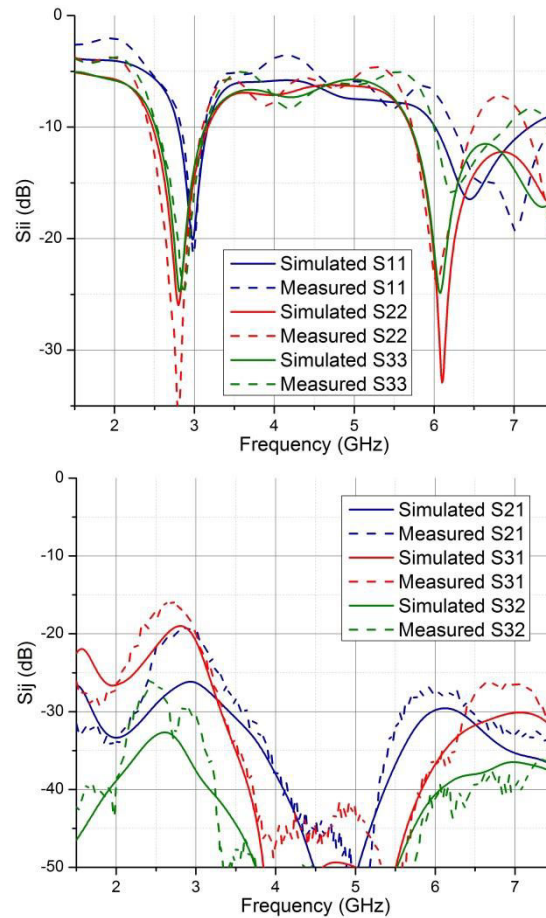 0
-10
-20
-30
Sii (dB)
Simulated S11
Measured S11
Simulated S22
Measured S22
Simulated S33
Measured S33
2 3 4 5 6 7
Frequency (GHz)
0
-10
-20
-30
-40
-50
Sij (dB)
Simulated S21
Measured S21
Simulated S31
Measured S31
Simulated S32
Measured S32
2 3 4 5 6 7
Frequency (GHz)